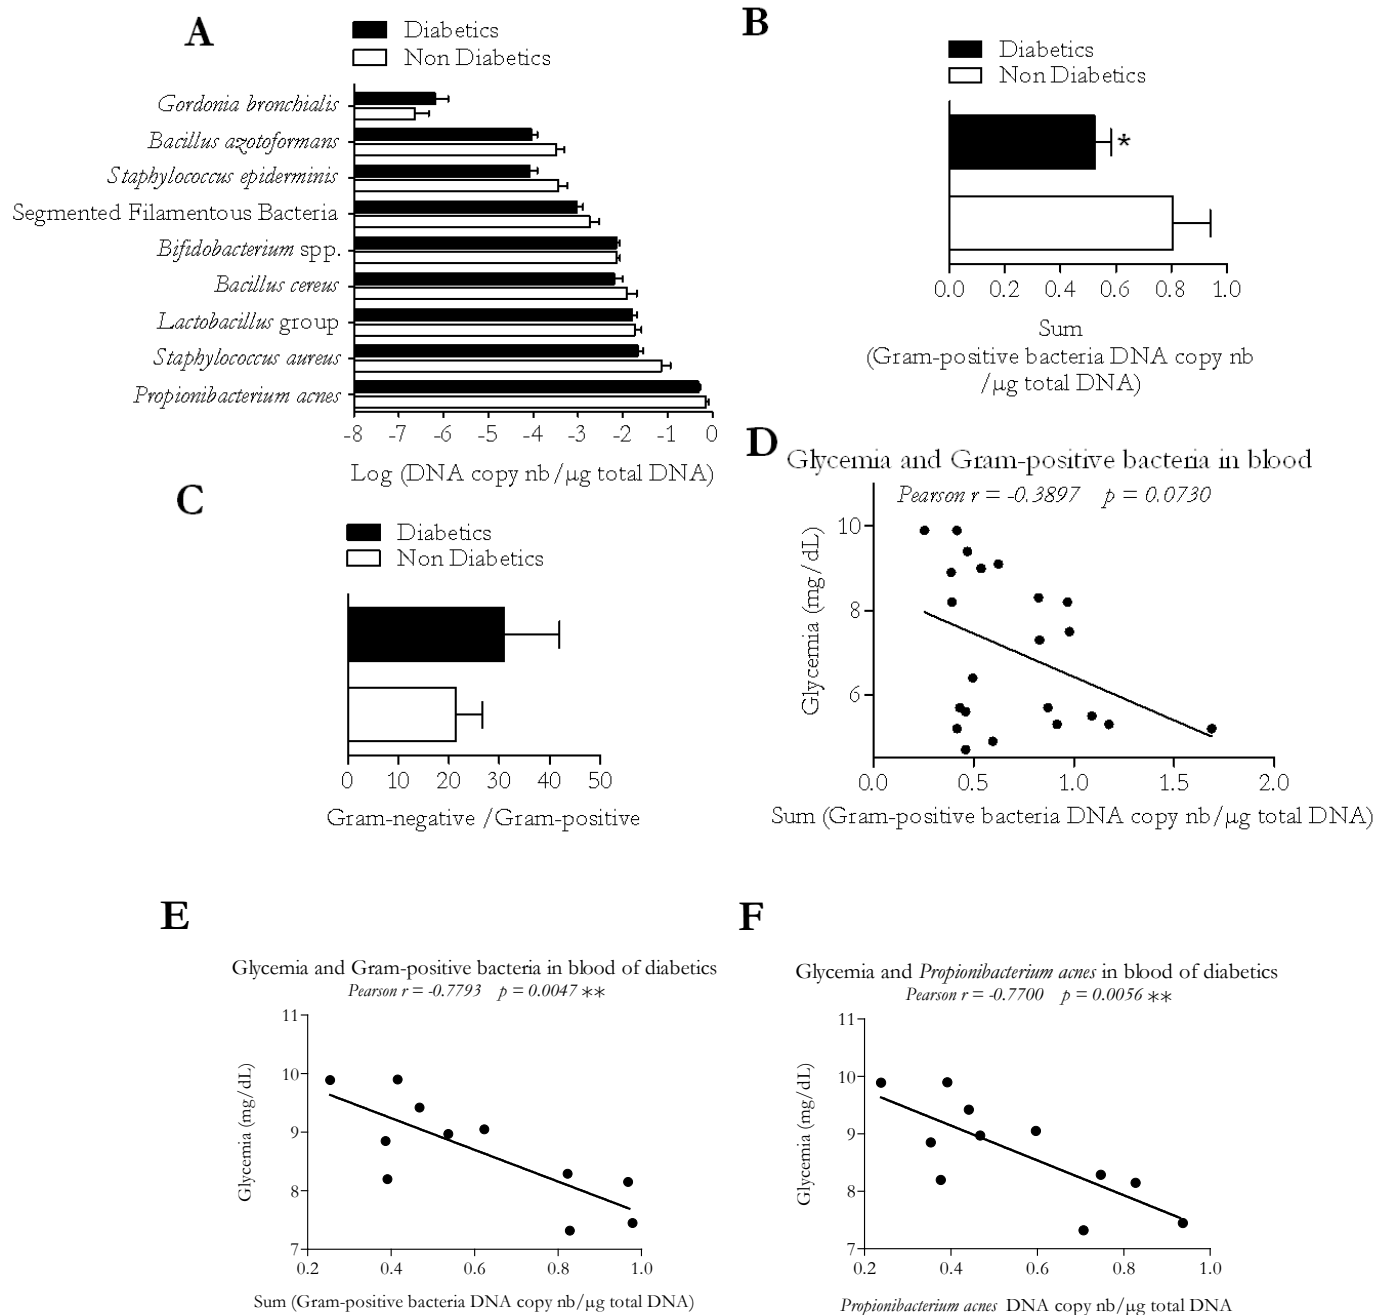 A
Diabetics
Non Diabetics
Gordonia bronchialis
Bacillus azotoformans
Staphylococcus epiderminis
Segmented Filamentous Bacteria
Bifidobacterium spp.
Bacillus cereus
Lactobacillus group
Staphylococcus aureus
Propionibacterium acnes
-8 -7 -6 -5 -4 -3 -2 -1 0
Log (DNA copy nb/µg total DNA)
B
Diabetics
Non Diabetics
*
0.0 0.2 0.4 0.6 0.8 1.0
Sum
(Gram-positive bacteria DNA copy nb
/µg total DNA)
C
Diabetics
Non Diabetics
0 10 20 30 40 50
Gram-negative /Gram-positive
D
Glycemia and Gram-positive bacteria in blood
Pearson r = -0.3897 p = 0.0730
Glycemia (mg/dL)
10
8
6
0.0 0.5 1.0 1.5 2.0
Sum (Gram-positive bacteria DNA copy nb/µg total DNA)
E
Glycemia and Gram-positive bacteria in blood of diabetics
Pearson r = -0.7793 p = 0.0047 **
Glycemia (mg/dL)
11
10
9
8
7
0.2 0.4 0.6 0.8 1.0
Sum (Gram-positive bacteria DNA copy nb/µg total DNA)
F
Glycemia and Propionibacterium acnes in blood of diabetics
Pearson r = -0.7700 p = 0.0056 **
Glycemia (mg/dL)
11
10
9
8
7
0.2 0.4 0.6 0.8 1.0
Propionibacterium acnes DNA copy nb/µg total DNA